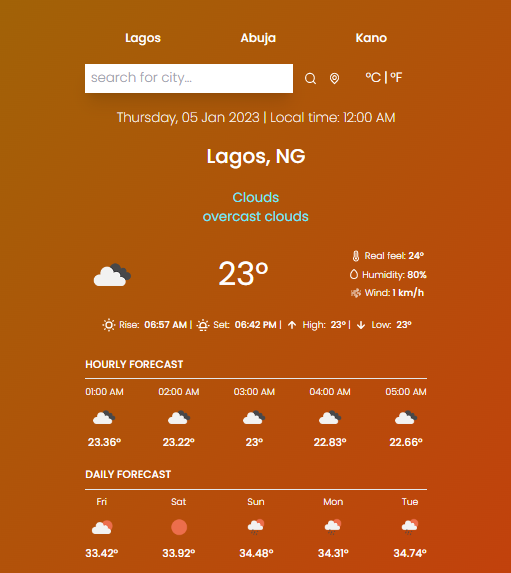 Lagos Abuja Kano
search for city... °C | °F
Thursday, 05 Jan 2023 | Local time: 12:00 AM
Lagos, NG
Clouds
overcast clouds
23°
Real feel: 24°
Humidity: 80%
Wind: 1 km/h
Rise: 06:57 AM | Set: 06:42 PM | High: 23° | Low: 23°
HOURLY FORECAST
01:00 AM 02:00 AM 03:00 AM 04:00 AM 05:00 AM
23.36° 23.22° 23° 22.83° 22.66°
DAILY FORECAST
Fri Sat Sun Mon Tue
33.42° 33.92° 34.48° 34.31° 34.74°